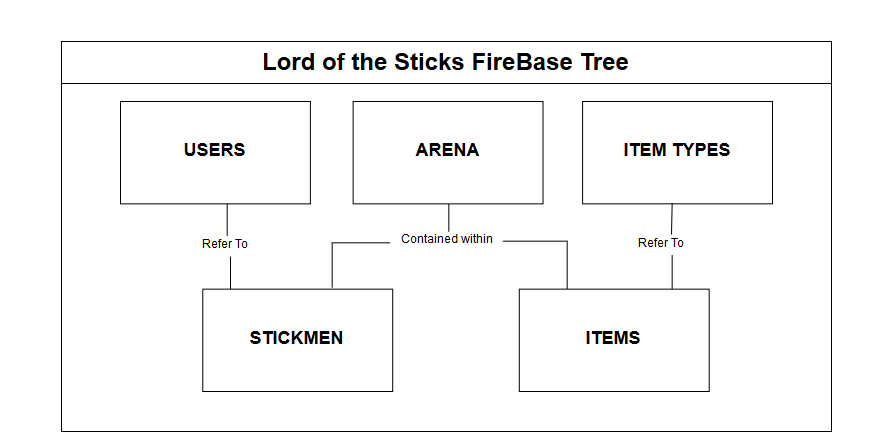 Lord of the Sticks FireBase Tree
USERS
ARENA
ITEM TYPES
Refer To
Contained within
Refer To
STICKMEN
ITEMS